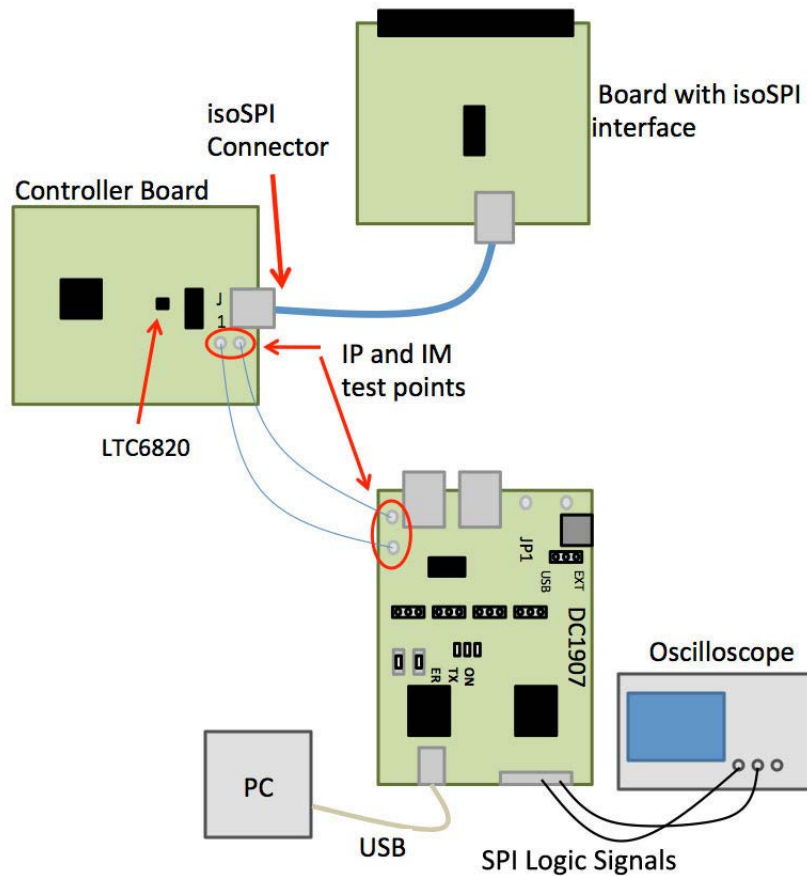 Board with isoSPI
interface
isoSPI
Connector
Controller Board
J
1
IP and IM
test points
LTC6820
JP1
USB
EXT
DC1907
ER
TX
ON
Oscilloscope
PC
USB
SPI Logic Signals